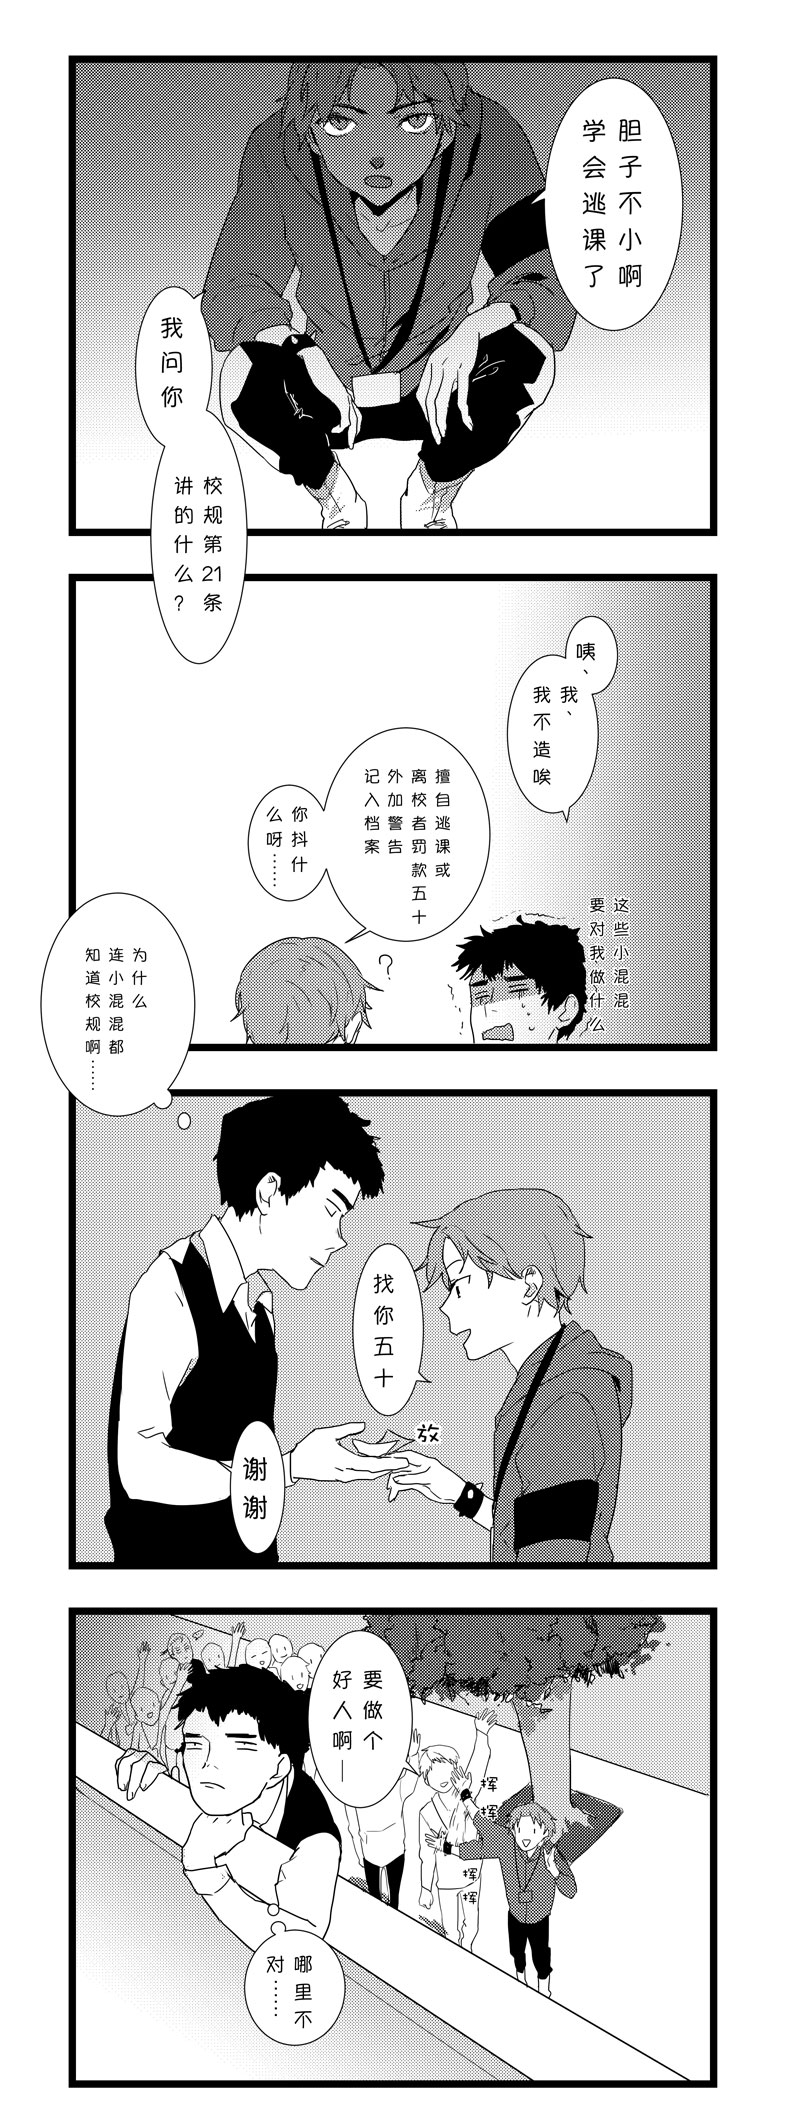 胆子不小啊
学会逃课了
我问你
校规第21条
讲的什么？
咦、
我、
我不造唉
擅自逃课或
离校者罚款五十
外加警告
记入档案
你抖什
么呀……
？
这些小混混
要对我做什么
为什么
连小混混都
知道校规啊……
找你五十
放
谢谢
要做个
好人啊—
挥
挥
挥
挥
哪里不
对……